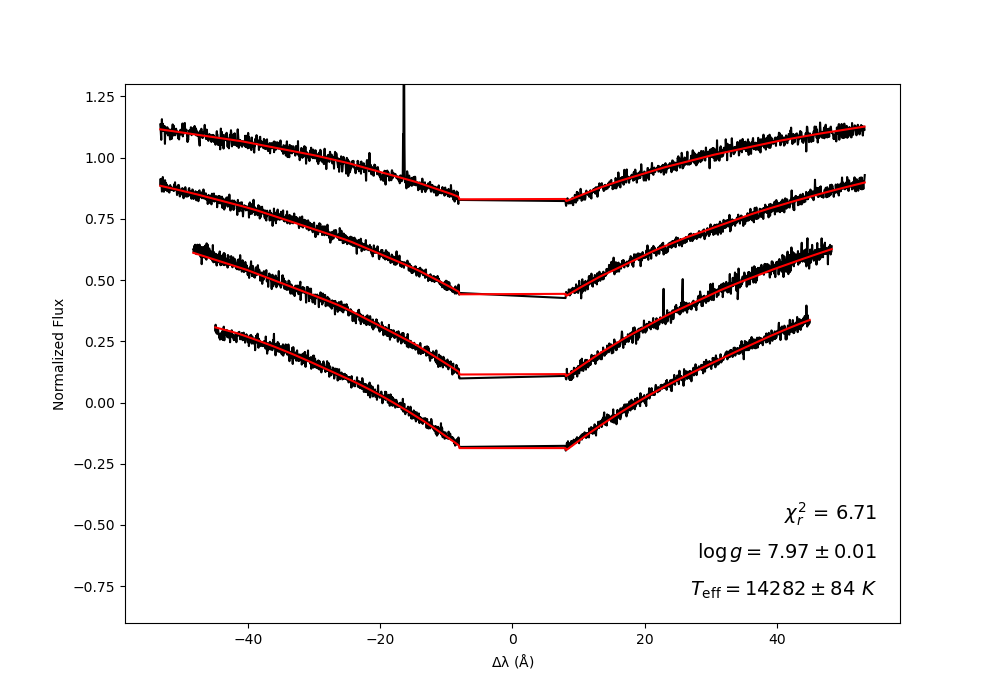 1.25
1.00
0.75
0.50
0.25
0.00
−0.25
−0.50
−0.75
Normalized Flux
χ²ᵣ = 6.71
log g = 7.97 ± 0.01
T_eff = 14282 ± 84 K
−40 −20 0 20 40
Δλ (Å)